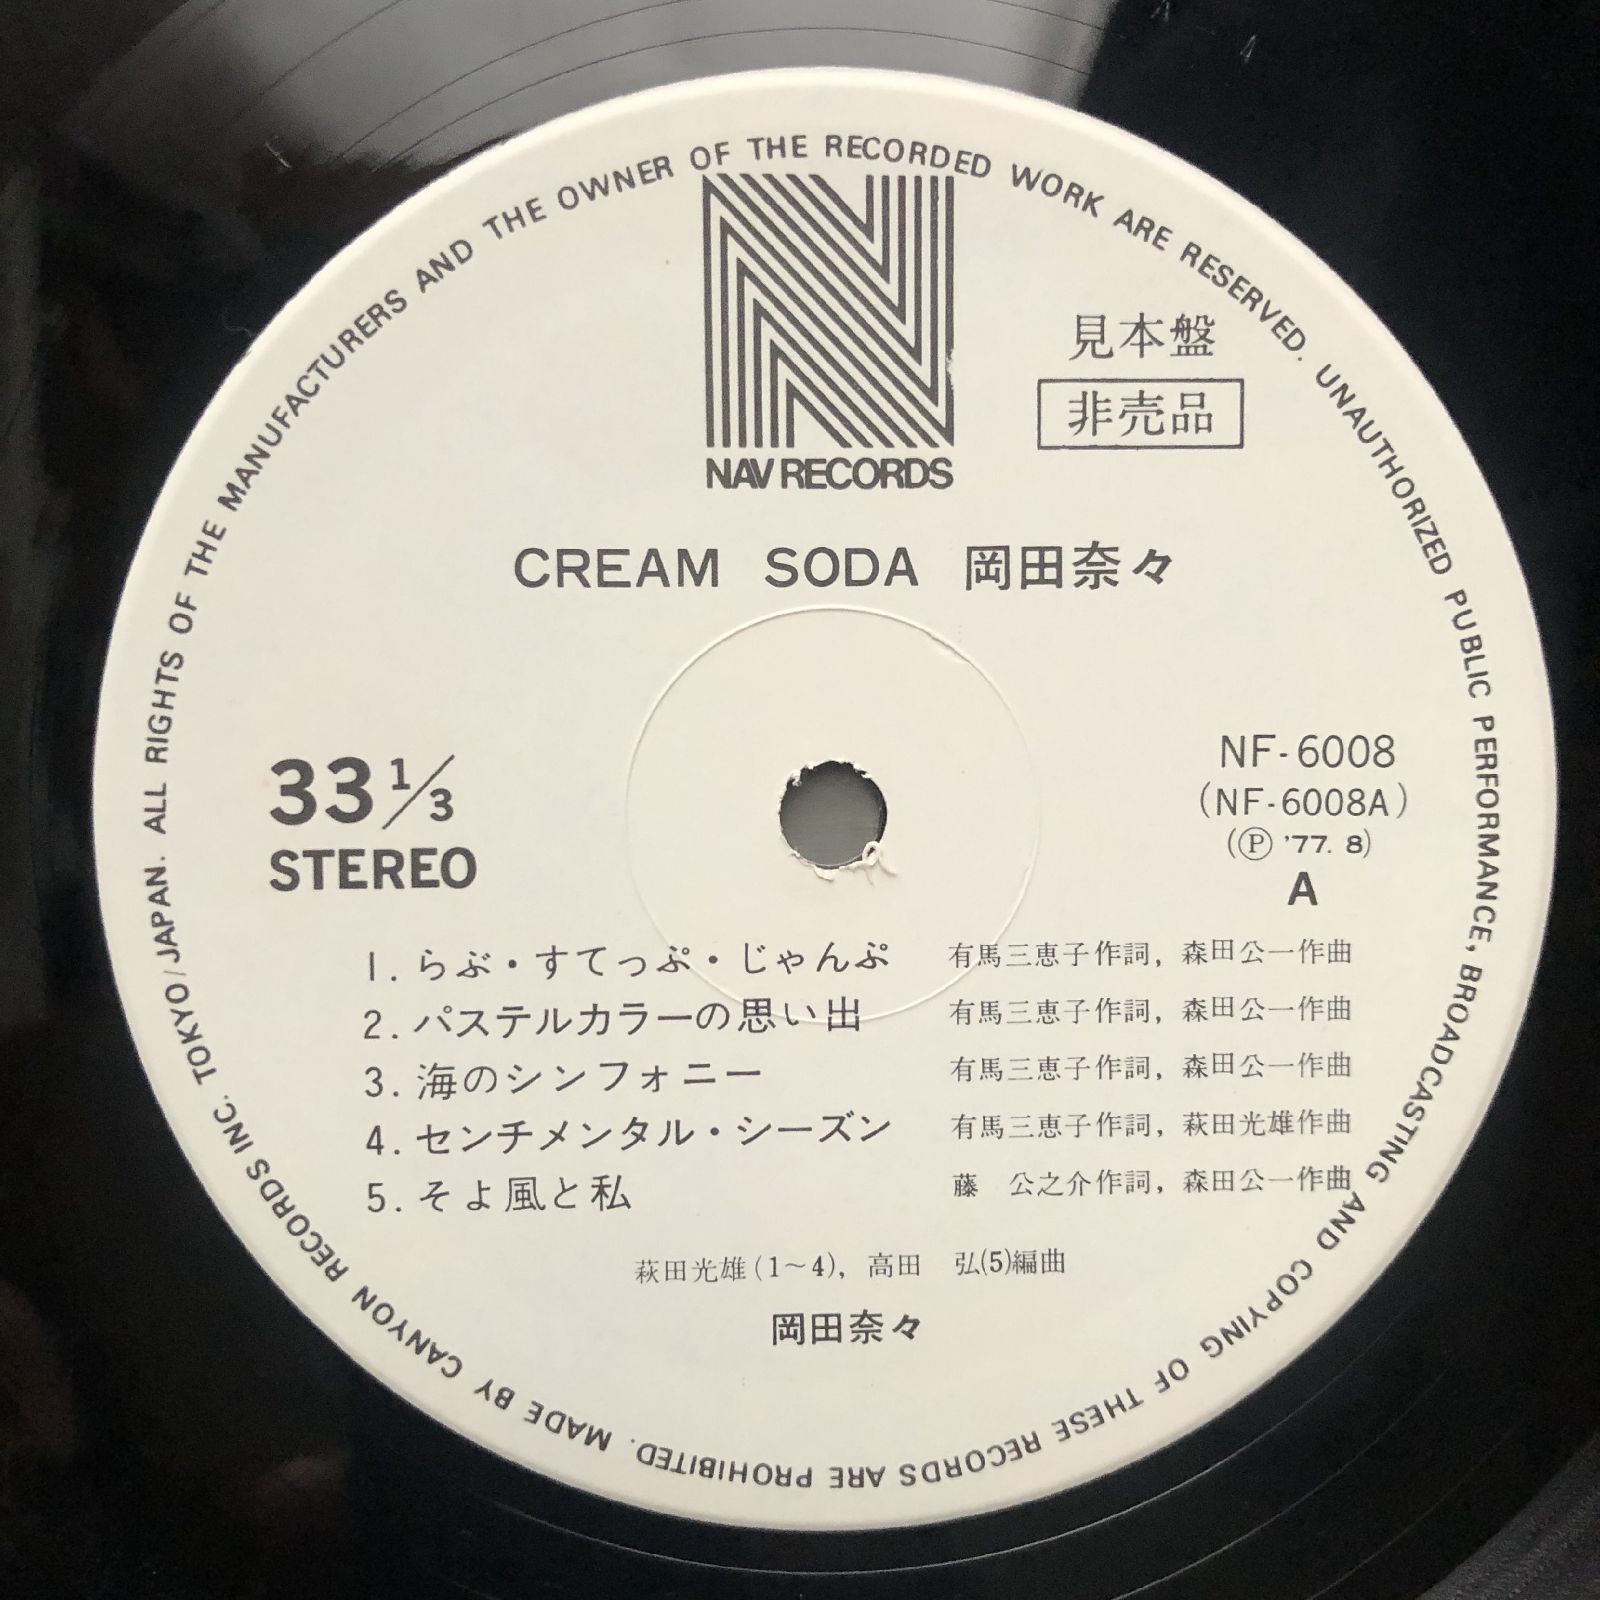 ALL RIGHTS OF THE MANUFACTURERS AND THE OWNER OF THE RECORDED WORK ARE RESERVED. UNAUTHORIZED PUBLIC PERFORMANCE, BROADCASTING AND COPYING OF THESE RECORDS ARE PROHIBITED. MADE BY CANYON RECORDS INC. TOKYO/JAPAN.
N
NAV RECORDS
見本盤
非売品
CREAM SODA 岡田奈々
33 1/3
STEREO
NF-6008
(NF-6008A)
(Ⓟ '77. 8)
A
1. らぶ・すてっぷ・じゃんぷ 有馬三恵子作詞, 森田公一作曲
2. パステルカラーの思い出 有馬三恵子作詞, 森田公一作曲
3. 海のシンフォニー 有馬三恵子作詞, 森田公一作曲
4. センチメンタル・シーズン 有馬三恵子作詞, 萩田光雄作曲
5. そよ風と私 藤 公之介作詞, 森田公一作曲
萩田光雄(1～4), 高田 弘(5)編曲
岡田奈々